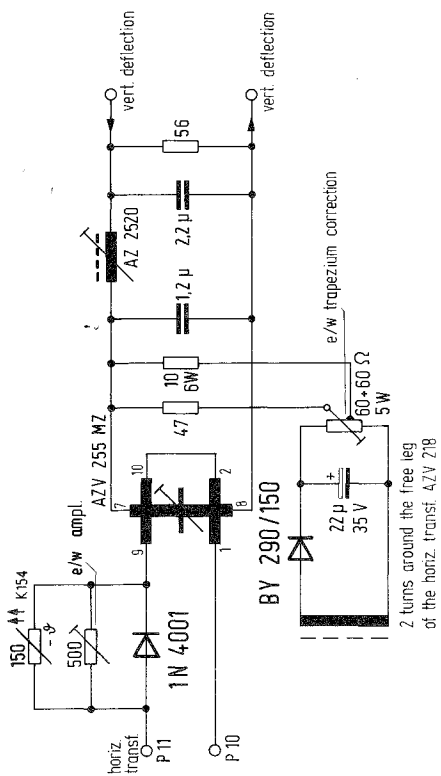 horiz.
transf.
P 11
P 10
150
-ϑ
K154
500
e/w ampl.
1N 4001
AZV 255 MZ
9
7
10
1
8
2
47
10
6W
1,2 µ
AZ 2520
2,2 µ
56
vert. deflection
vert. deflection
e/w trapezium correction
BY 290/150
22 µ
+
35 V
60+60 Ω
5 W
2 turns around the free leg
of the horiz. transf. AZV 218